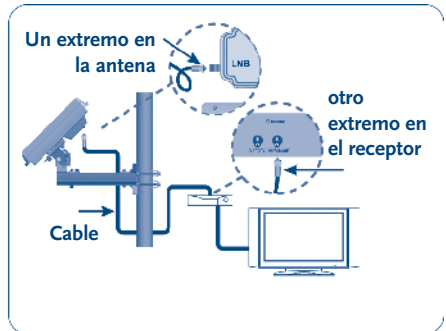 Un extremo en
la antena
LNB
otro
extremo en
el receptor
Cable